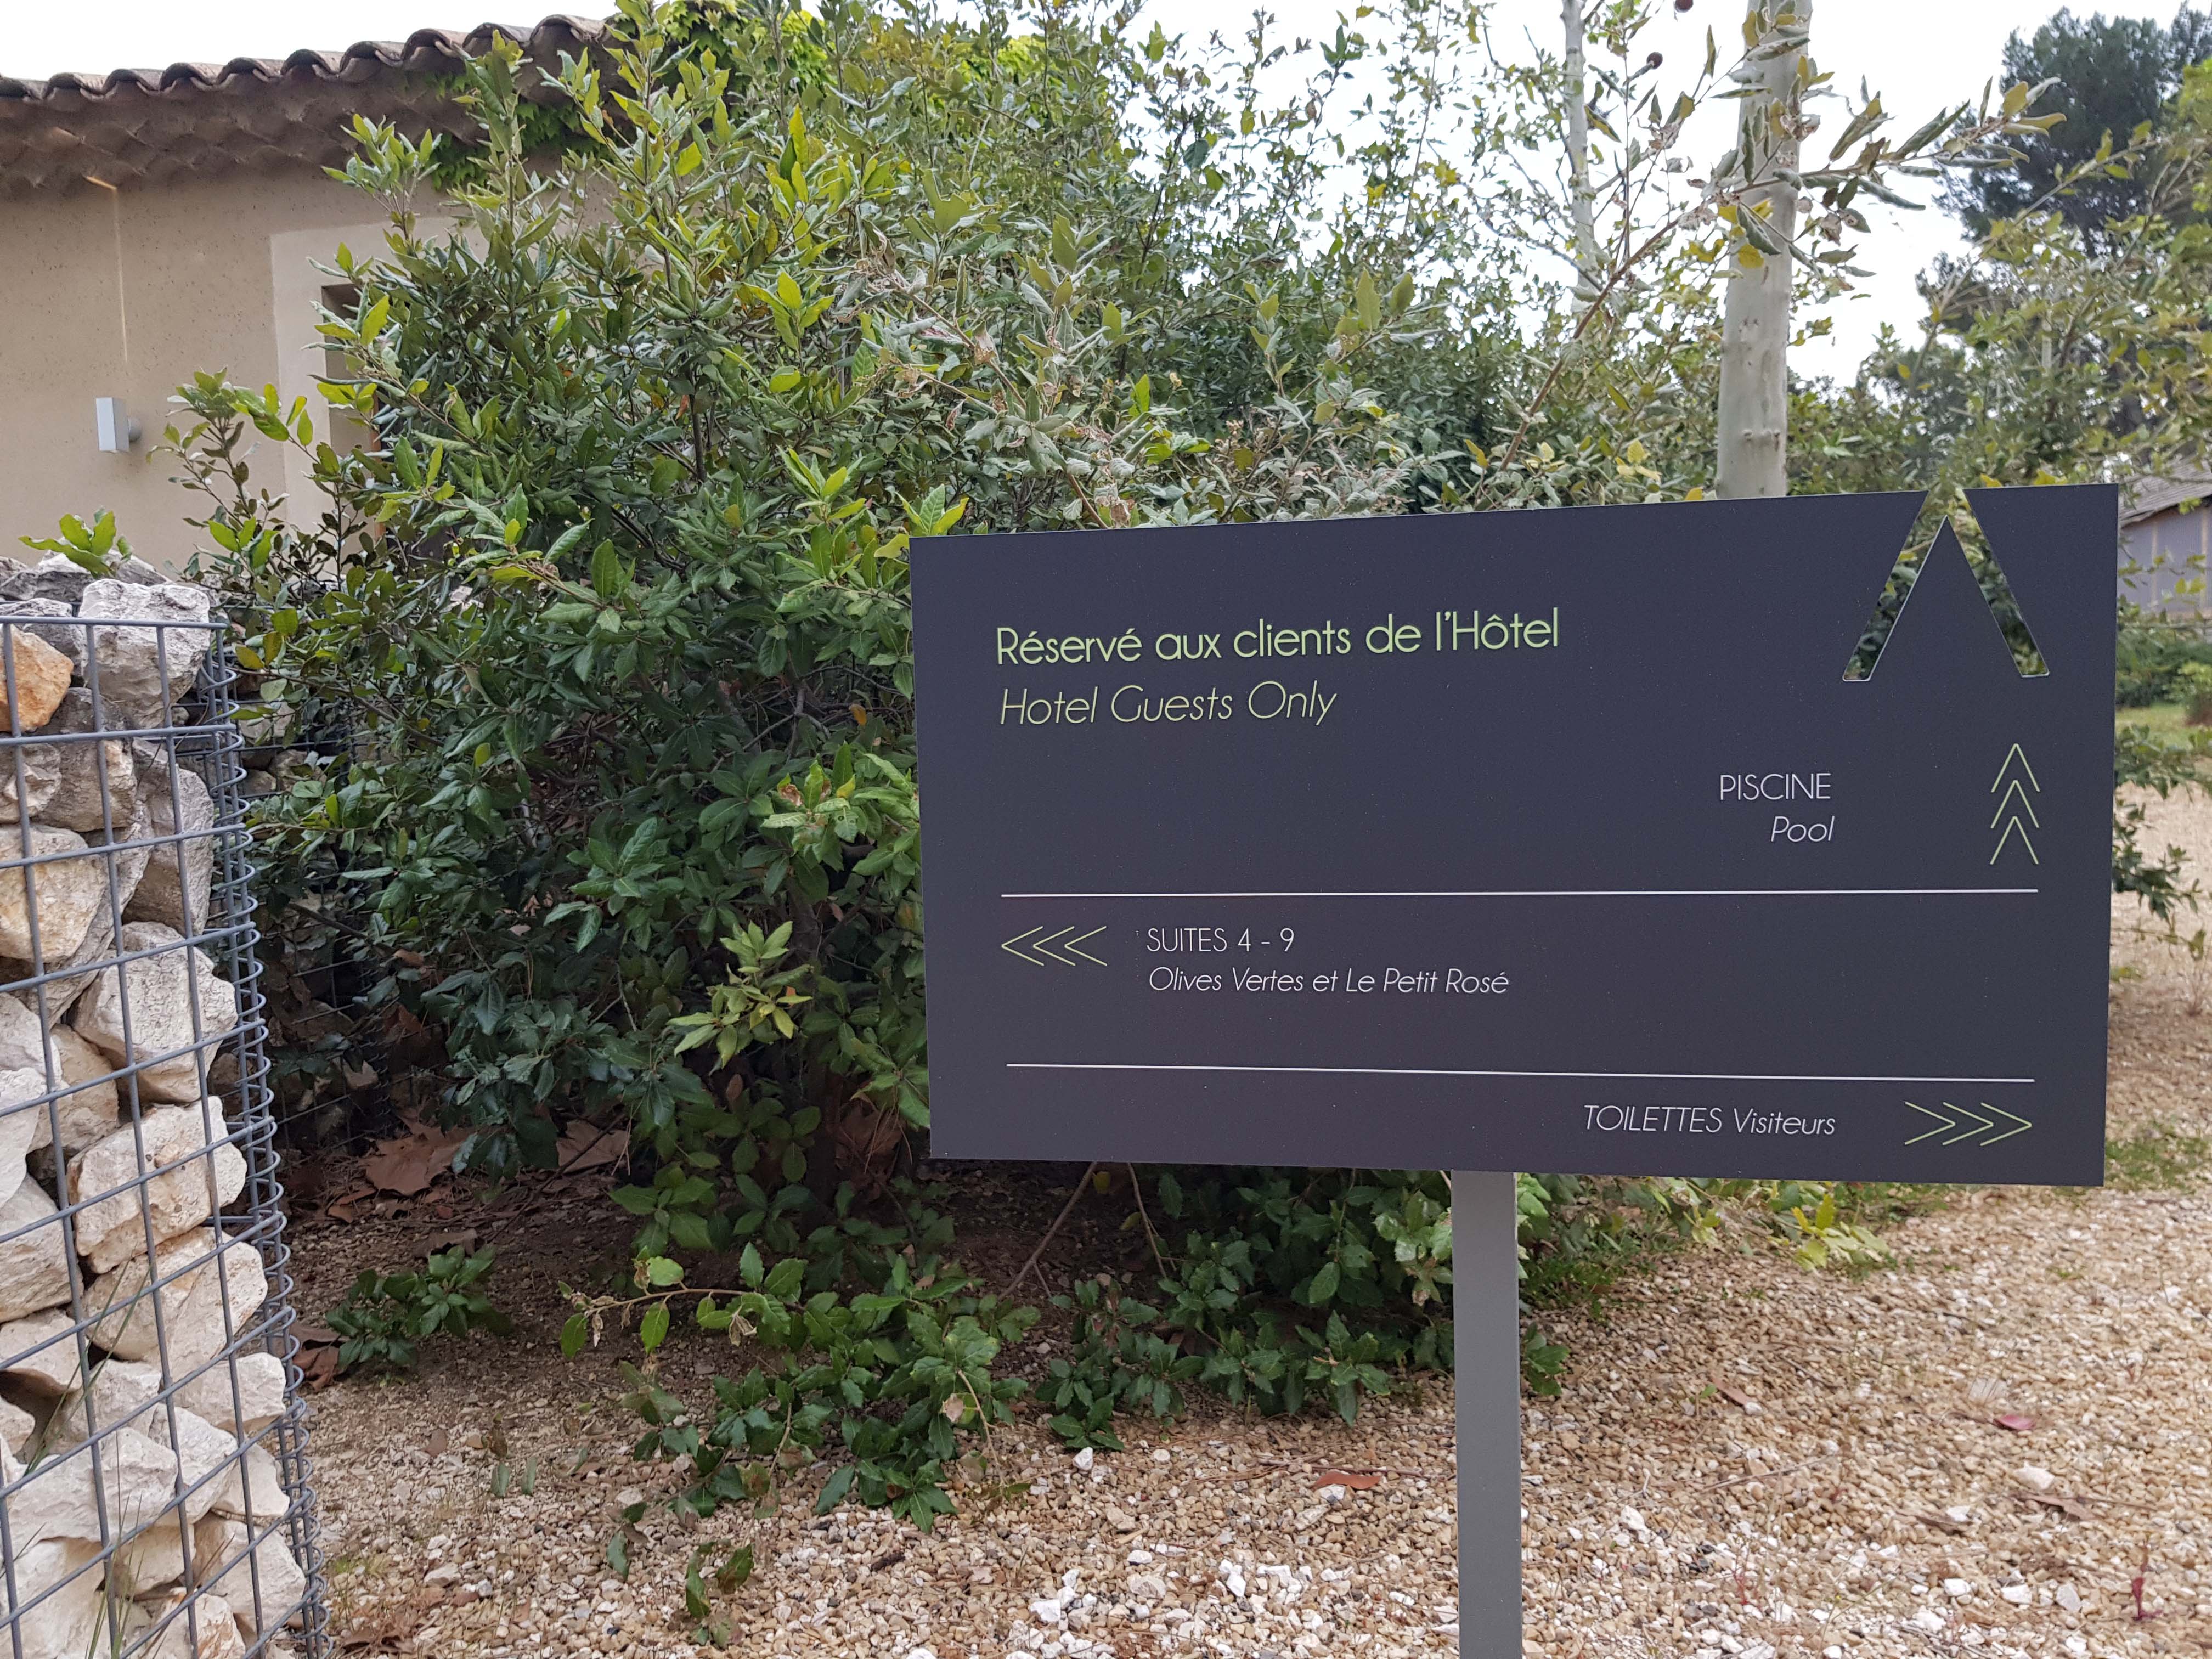 Réservé aux clients de l'Hôtel
Hotel Guests Only
PISCINE
Pool
SUITES 4 - 9
Olives Vertes et Le Petit Rosé
TOILETTES Visiteurs